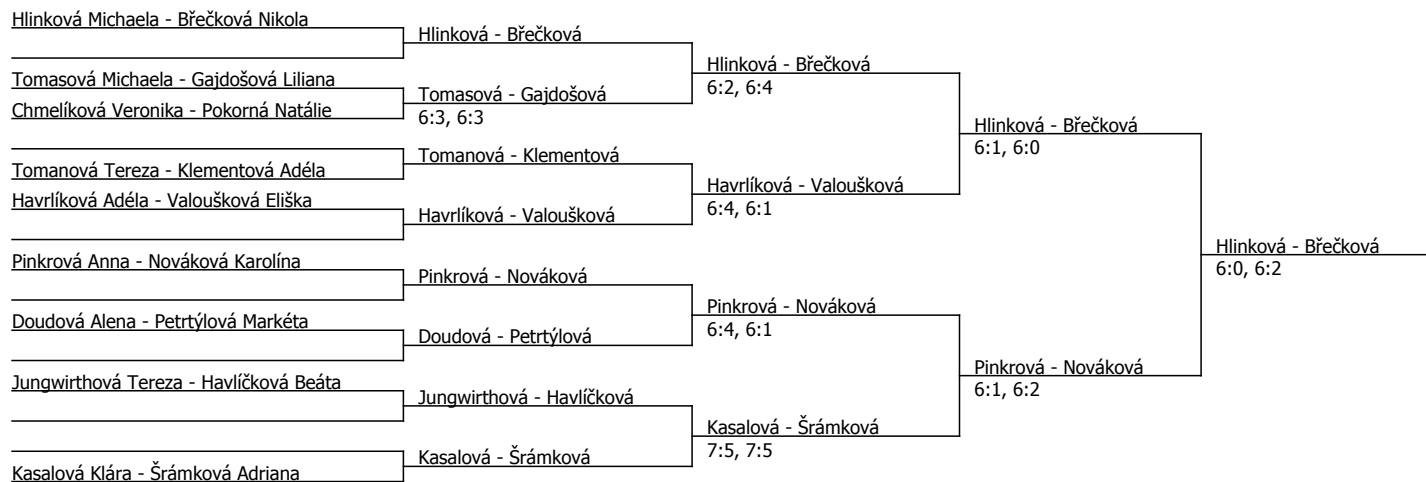 Hlinková Michaela - Břečková Nikola
Hlinková - Břečková
Hlinková - Břečková
6:2, 6:4
Tomasová Michaela - Gajdošová Liliana
Tomasová - Gajdošová
Chmelíková Veronika - Pokorná Natálie
6:3, 6:3
Hlinková - Břečková
6:1, 6:0
Tomanová - Klementová
Tomanová Tereza - Klementová Adéla
Havrlíková - Valoušková
Havrlíková Adéla - Valoušková Eliška
6:4, 6:1
Havrlíková - Valoušková
Hlinková - Břečková
6:0, 6:2
Pinkrová Anna - Nováková Karolína
Pinkrová - Nováková
Pinkrová - Nováková
Doudová Alena - Petrtýlová Markéta
6:4, 6:1
Doudová - Petrtýlová
Pinkrová - Nováková
Jungwirthová Tereza - Havlíčková Beáta
6:1, 6:2
Jungwirthová - Havlíčková
Kasalová - Šrámková
7:5, 7:5
Kasalová - Šrámková
Kasalová Klára - Šrámková Adriana